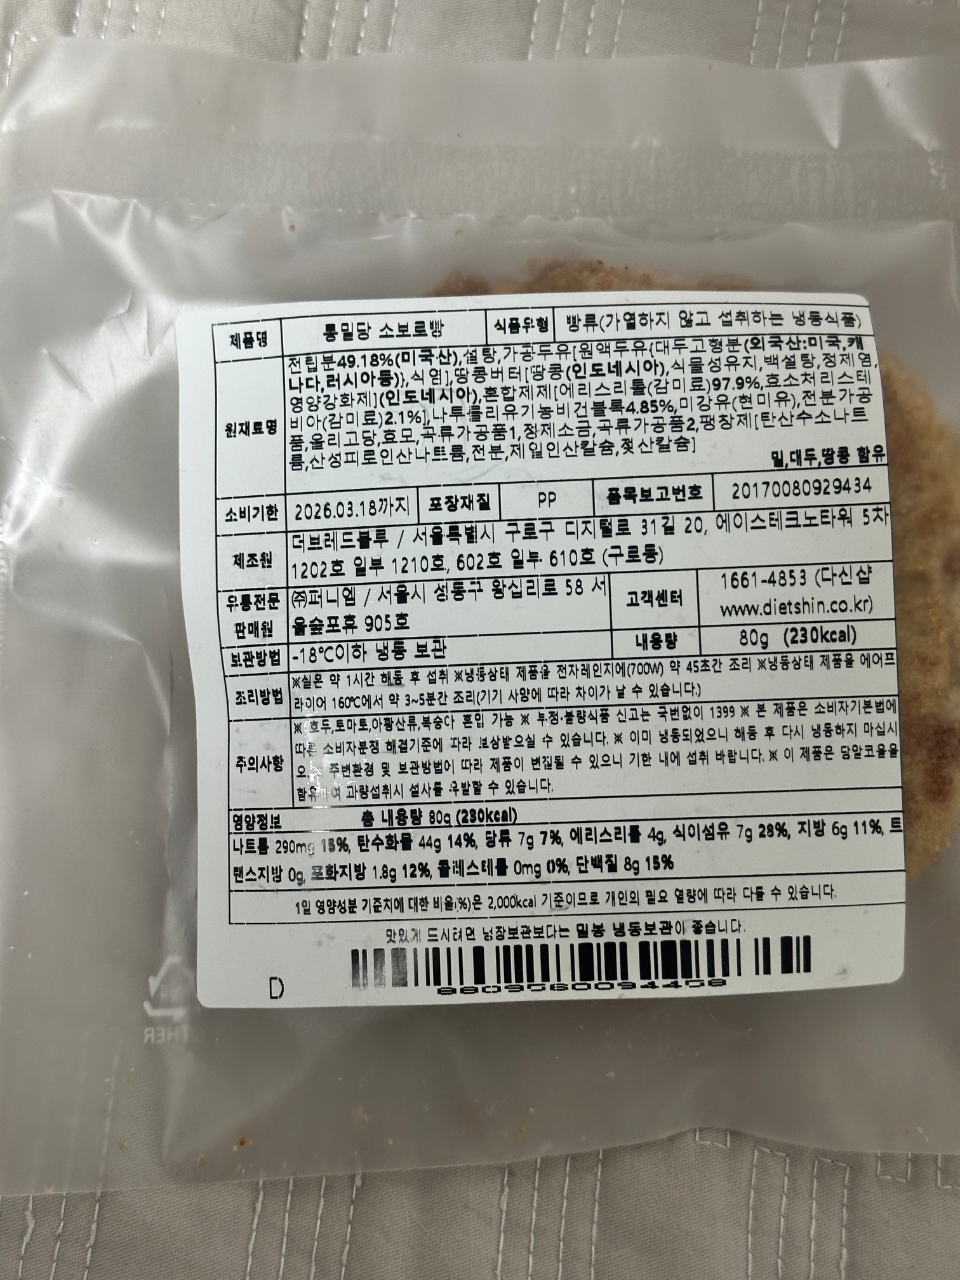 제품명 통밀당 소보로빵 식품유형 빵류(가열하지 않고 섭취하는 냉동식품)
원재료명
전립분49.18%(미국산),설탕,가공두유[원액두유(대두고형분(외국산:미국,캐
나다,러시아등)},식염],땅콩버터[땅콩(인도네시아),식물성유지,백설탕,정제염,
영양강화제](인도네시아),혼합제제[에리스리톨(감미료)97.9%,효소처리스테
비아(감미료)2.1%],나투를리유기농비건블록4.85%,미강유(현미유),전분가공
품,올리고당,효모,곡류가공품1,정제소금,곡류가공품2,팽창제[탄산수소나트
륨,산성피로인산나트륨,전분,제일인산칼슘,젖산칼슘]
밀,대두,땅콩 함유
소비기한 2026.03.18까지 포장재질 PP 품목보고번호 20170080929434
제조원
더브레드블루 / 서울특별시 구로구 디지털로 31길 20, 에이스테크노타워 5차
1202호 일부 1210호, 602호 일부 610호 (구로동)
유통전문
판매원
㈜퍼니엠 / 서울시 성동구 왕십리로 58 서
울숲포휴 905호
고객센터
1661-4853 (다신샵
www.dietshin.co.kr)
보관방법 -18℃이하 냉동 보관 내용량 80g (230kcal)
조리방법
※실온 약 1시간 해동 후 섭취 ※냉동상태 제품을 전자레인지에(700W) 약 45초간 조리 ※냉동상태 제품을 에어프
라이어 160℃에서 약 3~5분간 조리(기기 사양에 따라 차이가 날 수 있습니다.)
주의사항
※ 호두,토마토,아황산류,복숭아 혼입 가능 ※ 부정·불량식품 신고는 국번없이 1399 ※ 본 제품은 소비자기본법에
따른 소비자분쟁 해결기준에 따라 보상받으실 수 있습니다. ※ 이미 냉동되었으니 해동 후 다시 냉동하지 마십시
주변환경 및 보관방법에 따라 제품이 변질될 수 있으니 기한 내에 섭취 바랍니다. ※ 이 제품은 당알코올을
함유하여 과량섭취시 설사를 유발할 수 있습니다.
영양정보 총 내용량 80g (230kcal)
나트륨 290mg 15%, 탄수화물 44g 14%, 당류 7g 7%, 에리스리톨 4g, 식이섬유 7g 28%, 지방 6g 11%, 트
랜스지방 0g, 포화지방 1.8g 12%, 콜레스테롤 0mg 0%, 단백질 8g 15%
1일 영양성분 기준치에 대한 비율(%)은 2,000kcal 기준이므로 개인의 필요 열량에 따라 다를 수 있습니다.
맛있게 드시려면 냉장보관보다는 밀봉 냉동보관이 좋습니다.
D
8809560094458